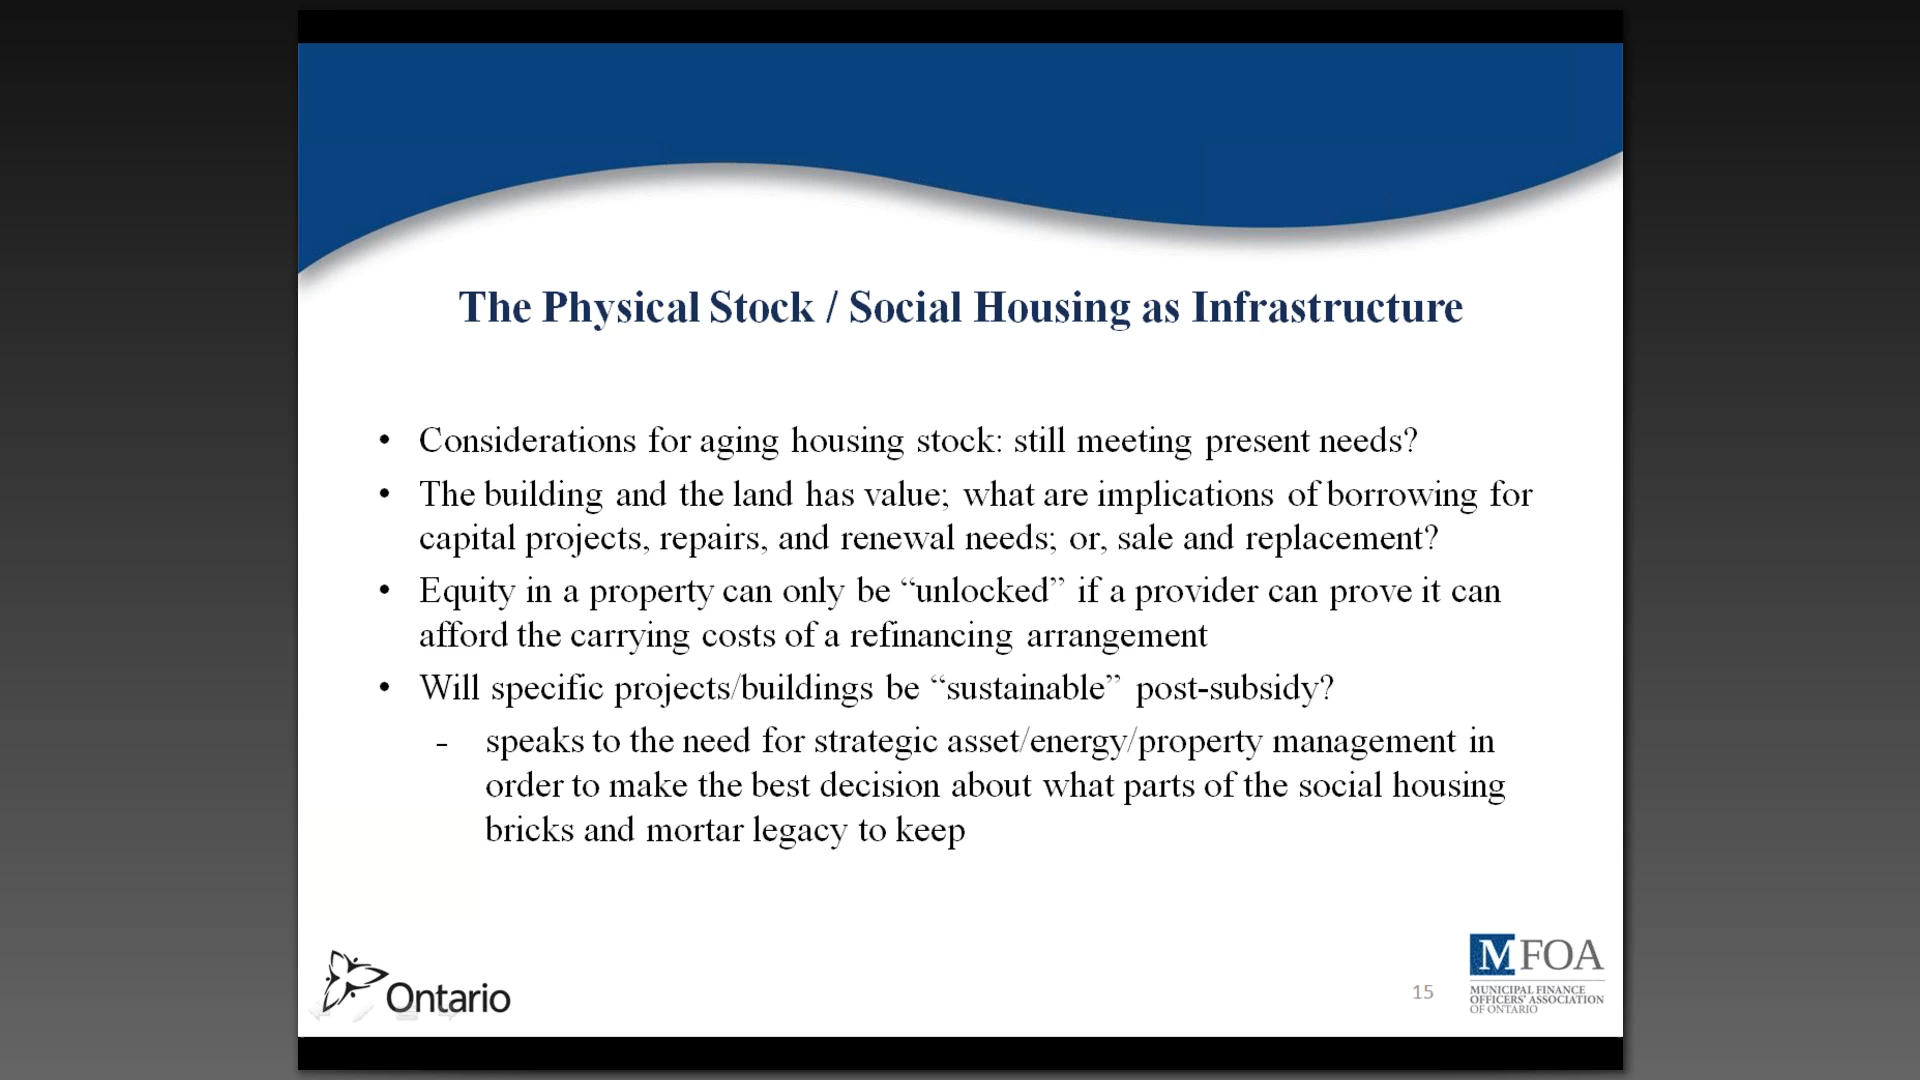 The Physical Stock / Social Housing as Infrastructure
• Considerations for aging housing stock: still meeting present needs?
• The building and the land has value; what are implications of borrowing for
capital projects, repairs, and renewal needs; or, sale and replacement?
• Equity in a property can only be “unlocked” if a provider can prove it can
afford the carrying costs of a refinancing arrangement
• Will specific projects/buildings be “sustainable” post-subsidy?
- speaks to the need for strategic asset/energy/property management in
order to make the best decision about what parts of the social housing
bricks and mortar legacy to keep
Ontario
15
MFOA
MUNICIPAL FINANCE
OFFICERS' ASSOCIATION
OF ONTARIO